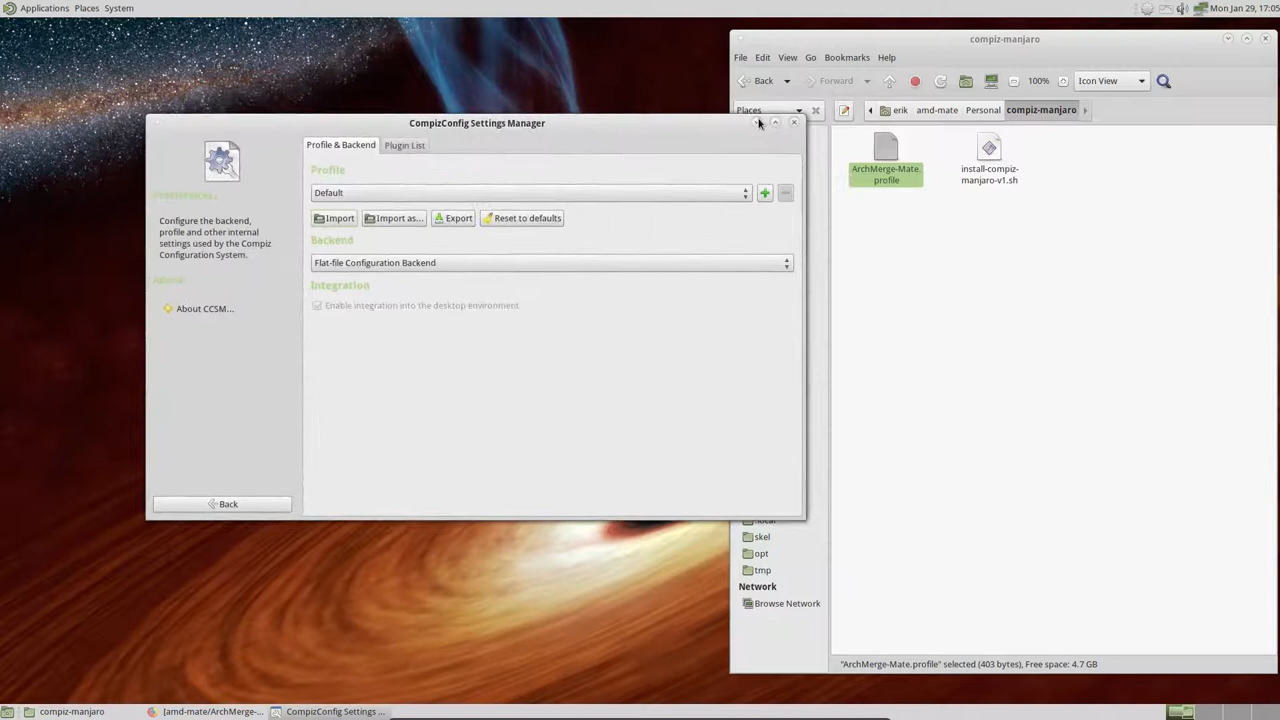 Applications Places System
Mon Jan 29, 17:05
compiz-manjaro
File Edit View Go Bookmarks Help
Back Forward 100% Icon View
Places
erik amd-mate Personal compiz-manjaro
ArchMerge-Mate.
profile
install-compiz-
manjaro-v1.sh
CompizConfig Settings Manager
Profile & Backend Plugin List
Preferences
Configure the backend,
profile and other internal
settings used by the Compiz
Configuration System.
About CCSM...
Back
Profile
Default
Import Import as... Export Reset to defaults
Backend
Flat-file Configuration Backend
Integration
Enable integration into the desktop environment
skel
opt
tmp
Network
Browse Network
"ArchMerge-Mate.profile" selected (403 bytes), Free space: 4.7 GB
compiz-manjaro [amd-mate/ArchMerge-... CompizConfig Settings ...